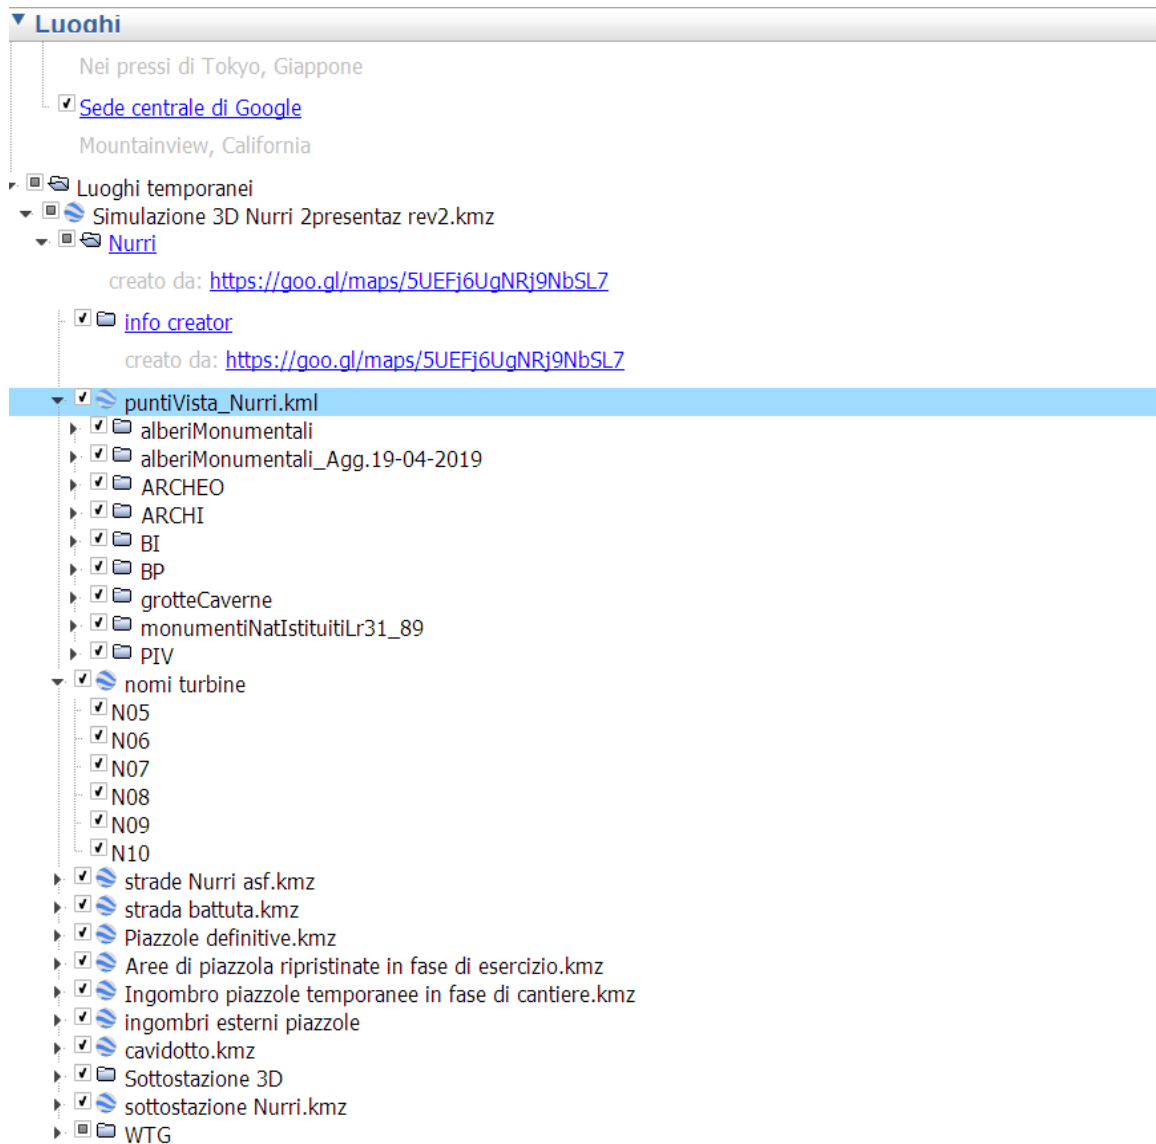 Luoghi
Nei pressi di Tokyo, Giappone
Sede centrale di Google
Mountainview, California
Luoghi temporanei
Simulazione 3D Nurri 2presentaz rev2.kmz
Nurri
creato da: https://goo.gl/maps/5UEFj6UgNRj9NbSL7
info creator
creato da: https://goo.gl/maps/5UEFj6UgNRj9NbSL7
puntiVista_Nurri.kml
alberiMonumentali
alberiMonumentali_Agg.19-04-2019
ARCHEO
ARCHI
BI
BP
grotteCaverne
monumentiNatIstituitiLr31_89
PIV
nomi turbine
N05
N06
N07
N08
N09
N10
strade Nurri asf.kmz
strada battuta.kmz
Piazzole definitive.kmz
Aree di piazzola ripristinate in fase di esercizio.kmz
Ingombro piazzole temporanee in fase di cantiere.kmz
ingombri esterni piazzole
cavidotto.kmz
Sottostazione 3D
sottostazione Nurri.kmz
WTG